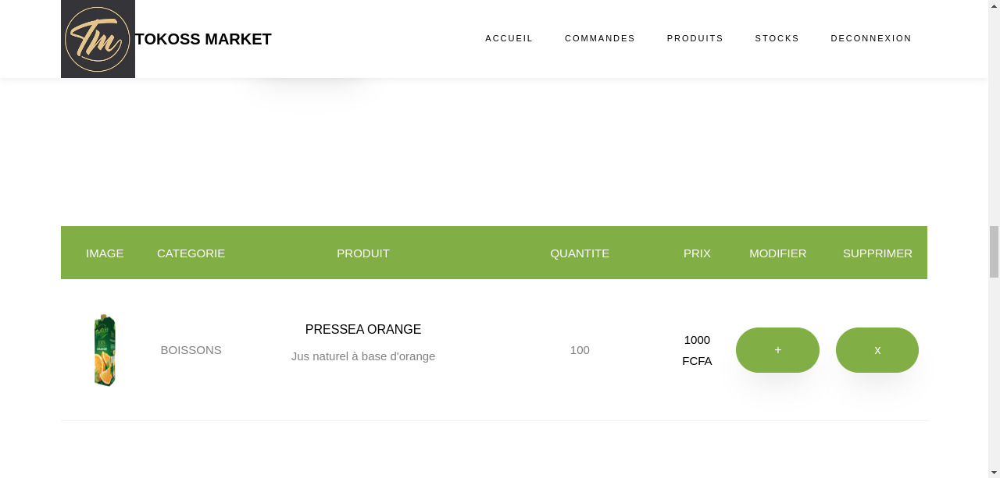 TM
TOKOSS MARKET
ACCUEIL COMMANDES PRODUITS STOCKS DECONNEXION
IMAGE CATEGORIE PRODUIT QUANTITE PRIX MODIFIER SUPPRIMER
PRESSEA ORANGE
BOISSONS Jus naturel à base d'orange 100 1000 FCFA + x